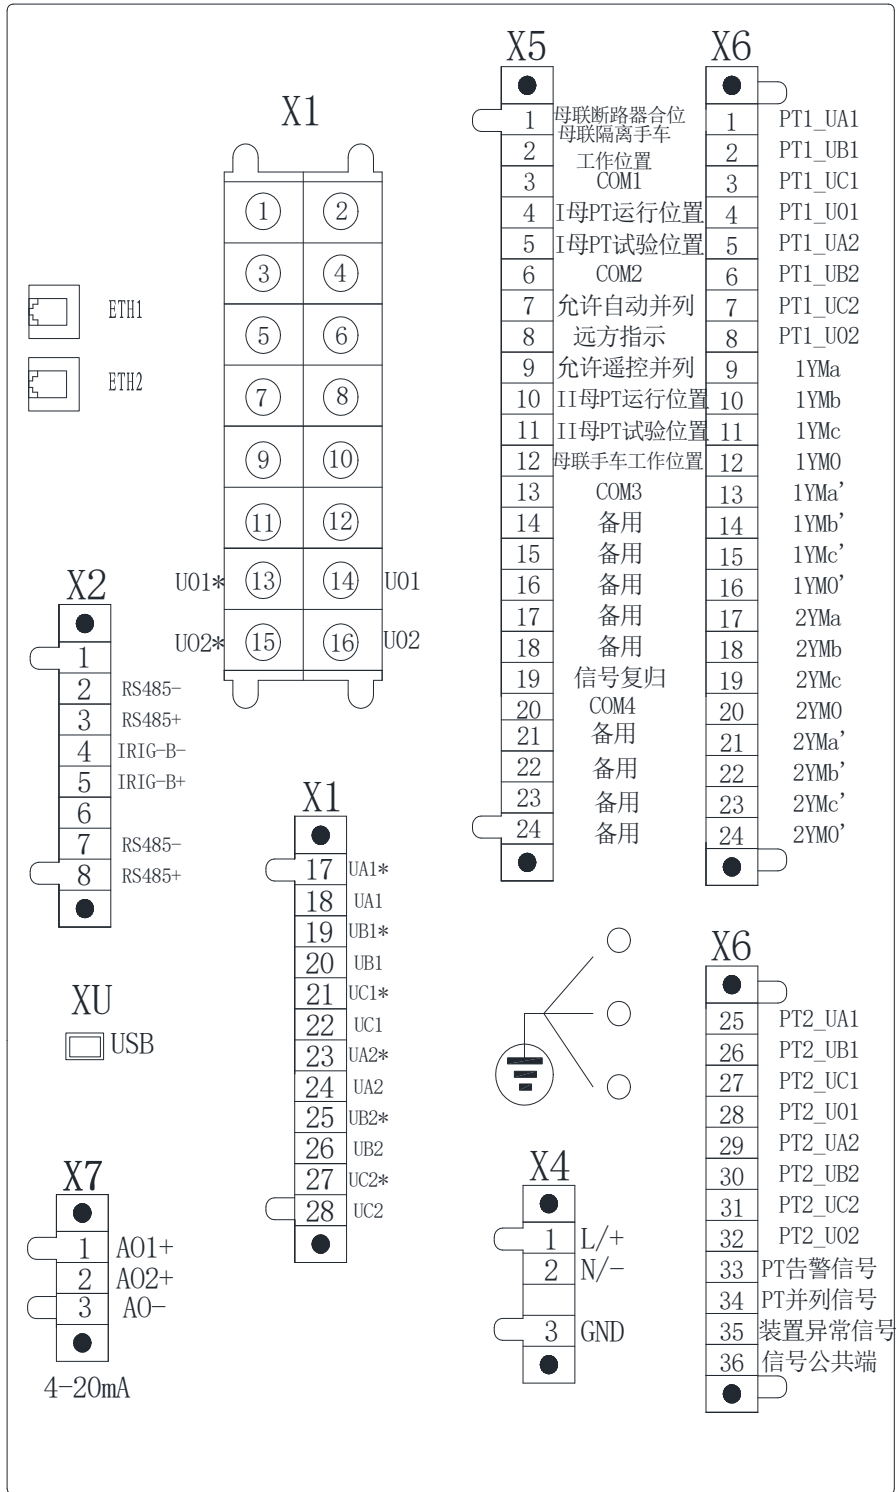 X1
① ②
③ ④
⑤ ⑥
⑦ ⑧
⑨ ⑩
⑪ ⑫
U01* ⑬ ⑭ U01
U02* ⑮ ⑯ U02
ETH1
ETH2
X2
1
2 RS485-
3 RS485+
4 IRIG-B-
5 IRIG-B+
6
7 RS485-
8 RS485+
XU
USB
X7
1 AO1+
2 AO2+
3 AO-
4-20mA
X1
17 UA1*
18 UA1
19 UB1*
20 UB1
21 UC1*
22 UC1
23 UA2*
24 UA2
25 UB2*
26 UB2
27 UC2*
28 UC2
X5
1 母联断路器合位
母联隔离手车
2 工作位置
3 COM1
4 I母PT运行位置
5 I母PT试验位置
6 COM2
7 允许自动并列
8 远方指示
9 允许遥控并列
10 II母PT运行位置
11 II母PT试验位置
12 母联手车工作位置
13 COM3
14 备用
15 备用
16 备用
17 备用
18 备用
19 信号复归
20 COM4
21 备用
22 备用
23 备用
24 备用
X6
1 PT1_UA1
2 PT1_UB1
3 PT1_UC1
4 PT1_U01
5 PT1_UA2
6 PT1_UB2
7 PT1_UC2
8 PT1_U02
9 1YMa
10 1YMb
11 1YMc
12 1YM0
13 1YMa’
14 1YMb’
15 1YMc’
16 1YM0’
17 2YMa
18 2YMb
19 2YMc
20 2YM0
21 2YMa’
22 2YMb’
23 2YMc’
24 2YM0’
X4
1 L/+
2 N/-
3 GND
X6
25 PT2_UA1
26 PT2_UB1
27 PT2_UC1
28 PT2_U01
29 PT2_UA2
30 PT2_UB2
31 PT2_UC2
32 PT2_U02
33 PT告警信号
34 PT并列信号
35 装置异常信号
36 信号公共端